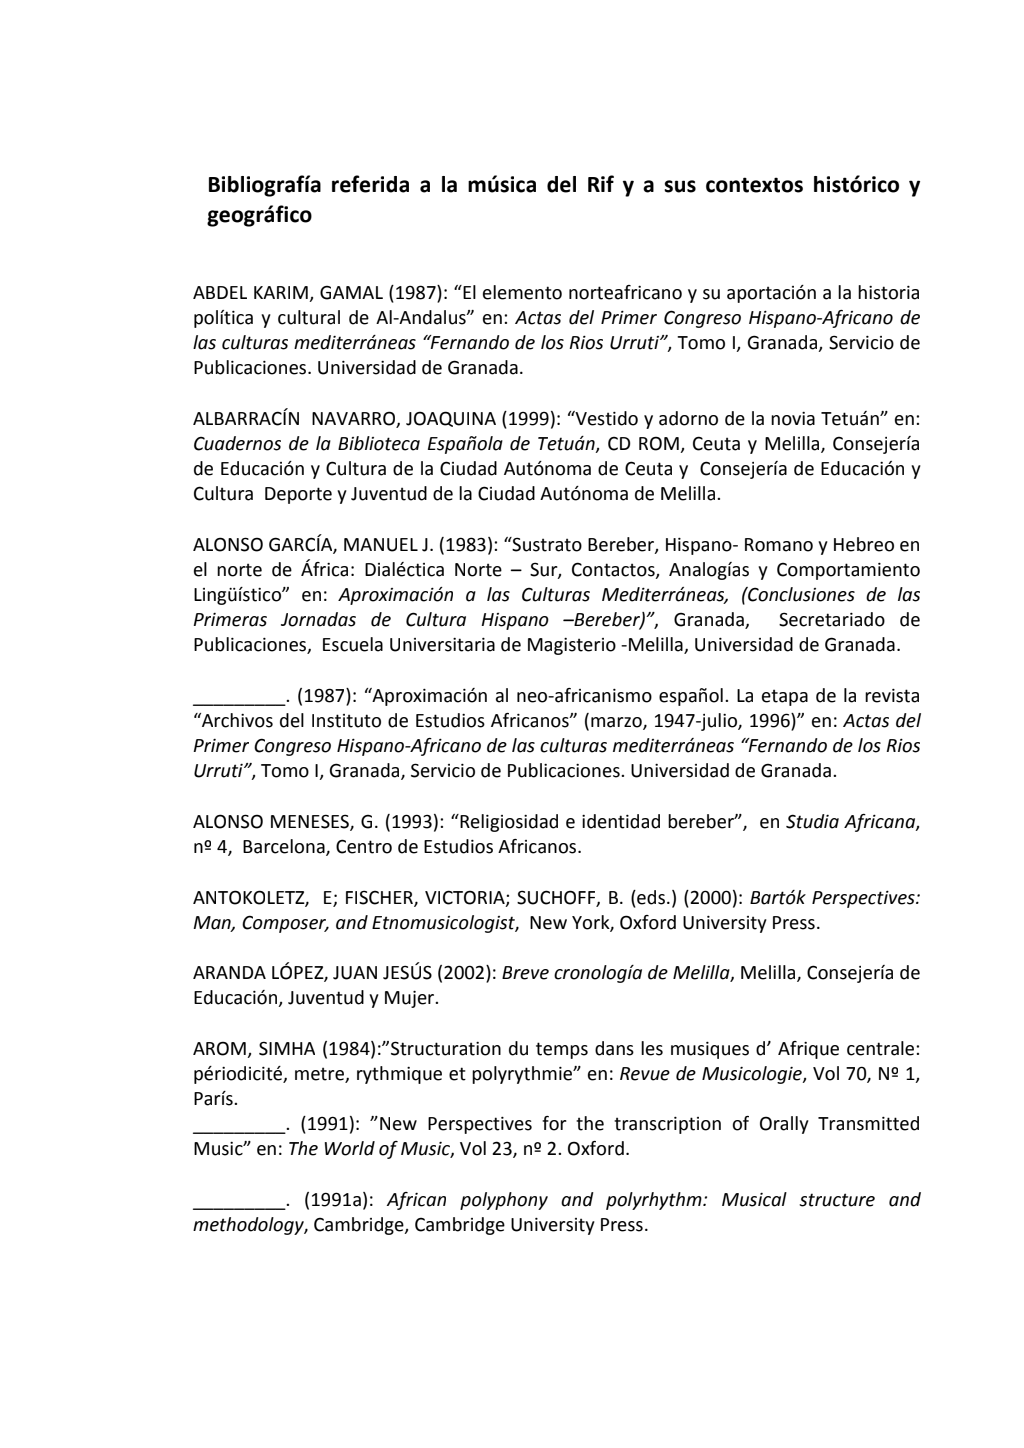 Bibliografía referida a la música del Rif y a sus contextos histórico y
geográfico
ABDEL KARIM, GAMAL (1987): “El elemento norteafricano y su aportación a la historia
política y cultural de Al-Andalus” en: Actas del Primer Congreso Hispano-Africano de
las culturas mediterráneas “Fernando de los Rios Urruti”, Tomo I, Granada, Servicio de
Publicaciones. Universidad de Granada.
ALBARRACÍN  NAVARRO, JOAQUINA (1999): “Vestido y adorno de la novia Tetuán” en:
Cuadernos de la Biblioteca Española de Tetuán, CD ROM, Ceuta y Melilla, Consejería
de Educación y Cultura de la Ciudad Autónoma de Ceuta y  Consejería de Educación y
Cultura  Deporte y Juventud de la Ciudad Autónoma de Melilla.
ALONSO GARCÍA, MANUEL J. (1983): “Sustrato Bereber, Hispano- Romano y Hebreo en
el norte de África: Dialéctica Norte – Sur, Contactos, Analogías y Comportamiento
Lingüístico” en: Aproximación a las Culturas Mediterráneas, (Conclusiones de las
Primeras Jornadas de Cultura Hispano –Bereber)”, Granada,  Secretariado de
Publicaciones,  Escuela Universitaria de Magisterio -Melilla, Universidad de Granada.
_________. (1987): “Aproximación al neo-africanismo español. La etapa de la revista
“Archivos del Instituto de Estudios Africanos” (marzo, 1947-julio, 1996)” en: Actas del
Primer Congreso Hispano-Africano de las culturas mediterráneas “Fernando de los Rios
Urruti”, Tomo I, Granada, Servicio de Publicaciones. Universidad de Granada.
ALONSO MENESES, G. (1993): “Religiosidad e identidad bereber”,  en Studia Africana,
nº 4,  Barcelona, Centro de Estudios Africanos.
ANTOKOLETZ,  E; FISCHER, VICTORIA; SUCHOFF, B. (eds.) (2000): Bartók Perspectives:
Man, Composer, and Etnomusicologist,  New York, Oxford University Press.
ARANDA LÓPEZ, JUAN JESÚS (2002): Breve cronología de Melilla, Melilla, Consejería de
Educación, Juventud y Mujer.
AROM, SIMHA (1984):”Structuration du temps dans les musiques d’ Afrique centrale:
périodicité, metre, rythmique et polyrythmie” en: Revue de Musicologie, Vol 70, Nº 1,
París.
_________. (1991): ”New Perspectives for the transcription of Orally Transmitted
Music” en: The World of Music, Vol 23, nº 2. Oxford.
_________. (1991a): African polyphony and polyrhythm: Musical structure and
methodology, Cambridge, Cambridge University Press.